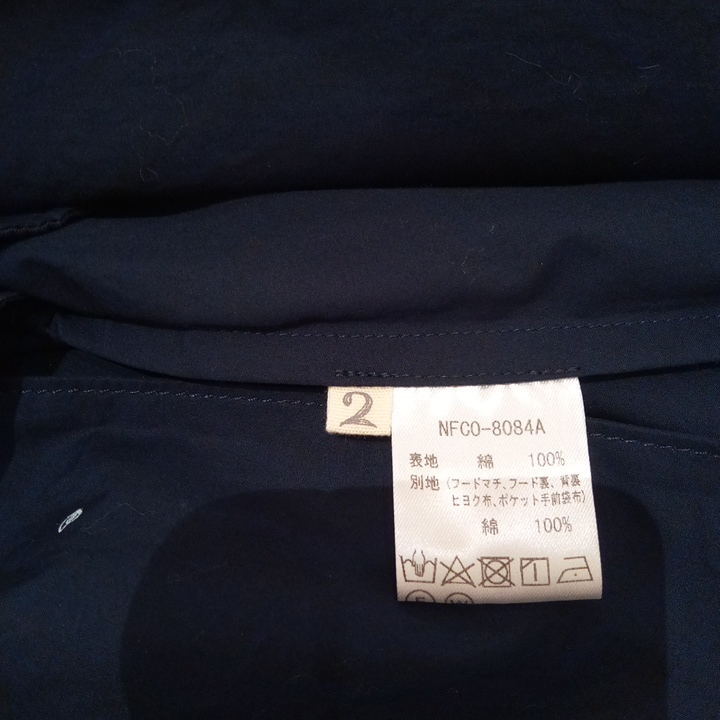 2
NFCO-8084A
表地 綿 100%
別地 (フードマチ、フード裏、背裏
ヒヨク布、ポケット手前袋布)
綿 100%